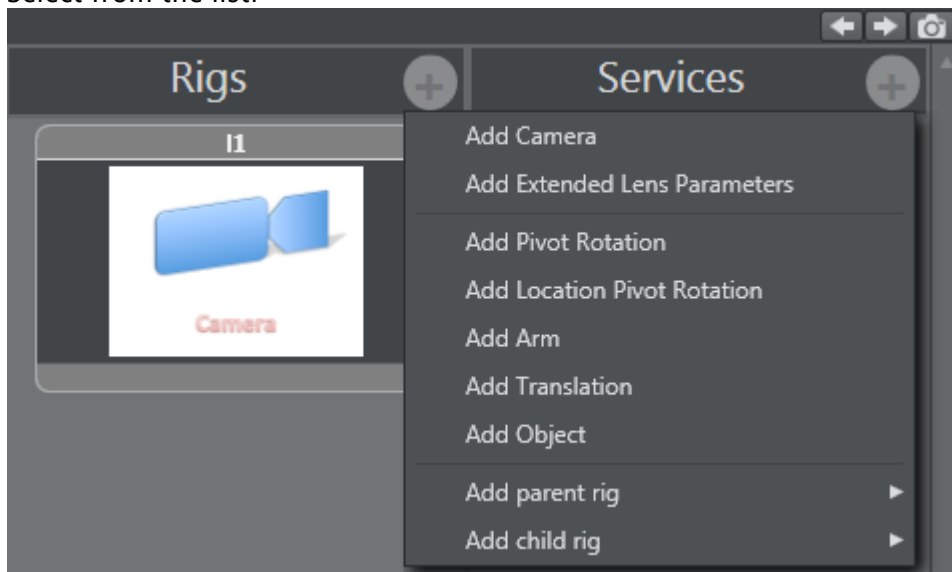 Select from the list.
Rigs
Services
I1
Camera
Add Camera
Add Extended Lens Parameters
Add Pivot Rotation
Add Location Pivot Rotation
Add Arm
Add Translation
Add Object
Add parent rig
Add child rig